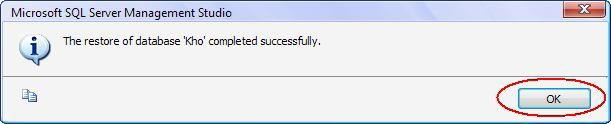 Microsoft SQL Server Management Studio
The restore of database 'Kho' completed successfully.
OK